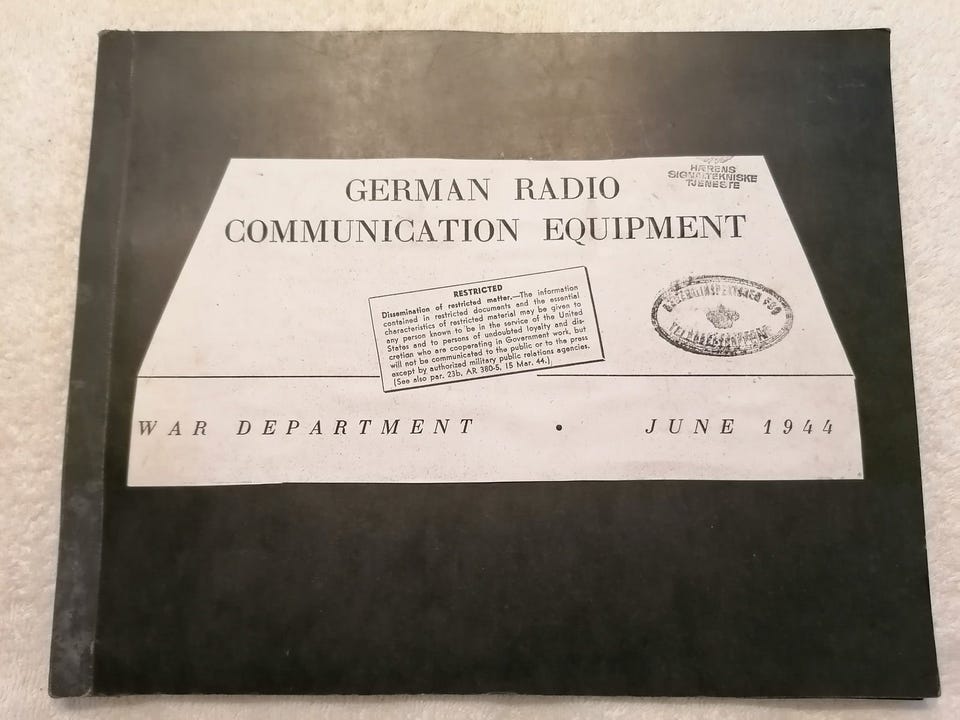 HÆRENS
SIGNALTEKNISKE
TJENESTE
GERMAN RADIO
COMMUNICATION EQUIPMENT
RESTRICTED
Dissemination of restricted matter.—The information
contained in restricted documents and the essential
characteristics of restricted material may be given to
any person known to be in the service of the United
States and to persons of undoubted loyalty and dis-
cretion who are cooperating in Government work, but
will not be communicated to the public or to the press
except by authorized military public relations agencies.
(See also par. 23b, AR 380-5, 15 Mar. 44.)
WAR DEPARTMENT • JUNE 1944